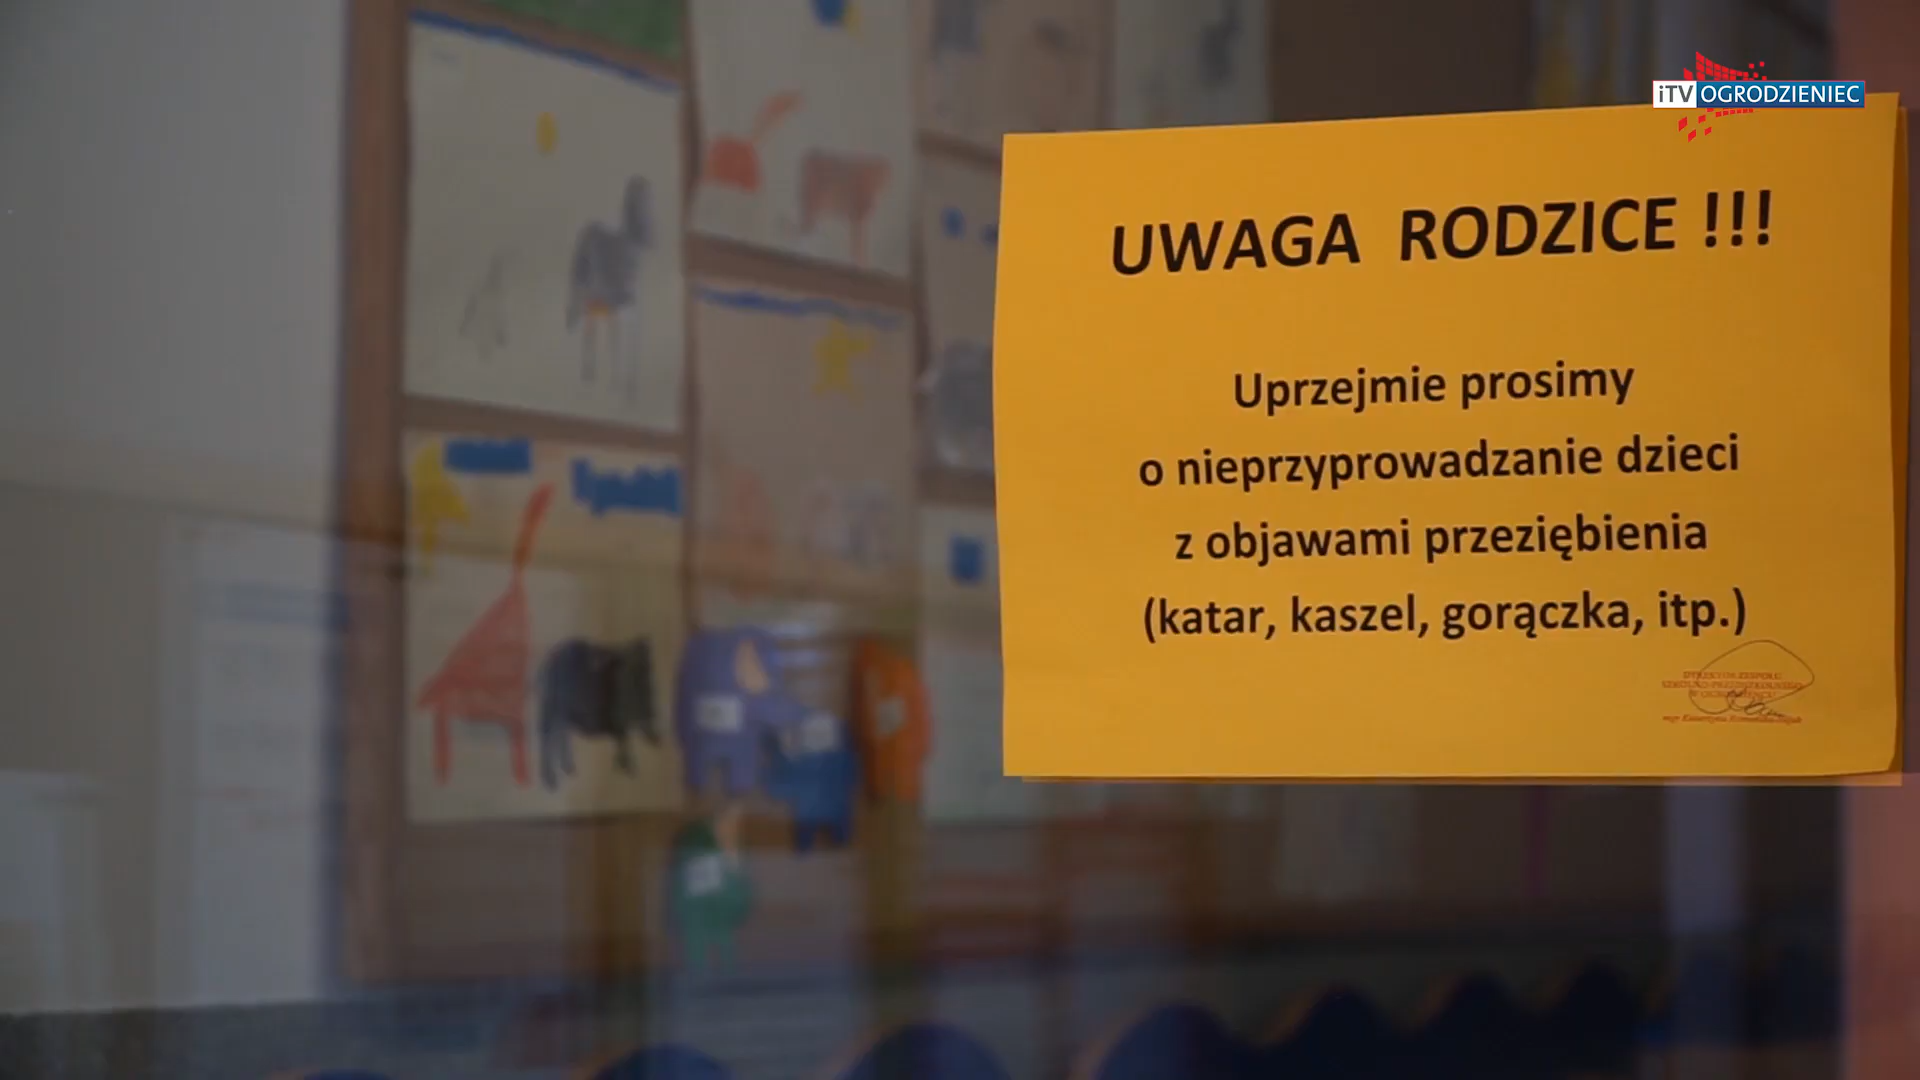 iTV OGRODZIENIEC
UWAGA RODZICE !!!
Uprzejmie prosimy
o nieprzyprowadzanie dzieci
z objawami przeziębienia
(katar, kaszel, gorączka, itp.)